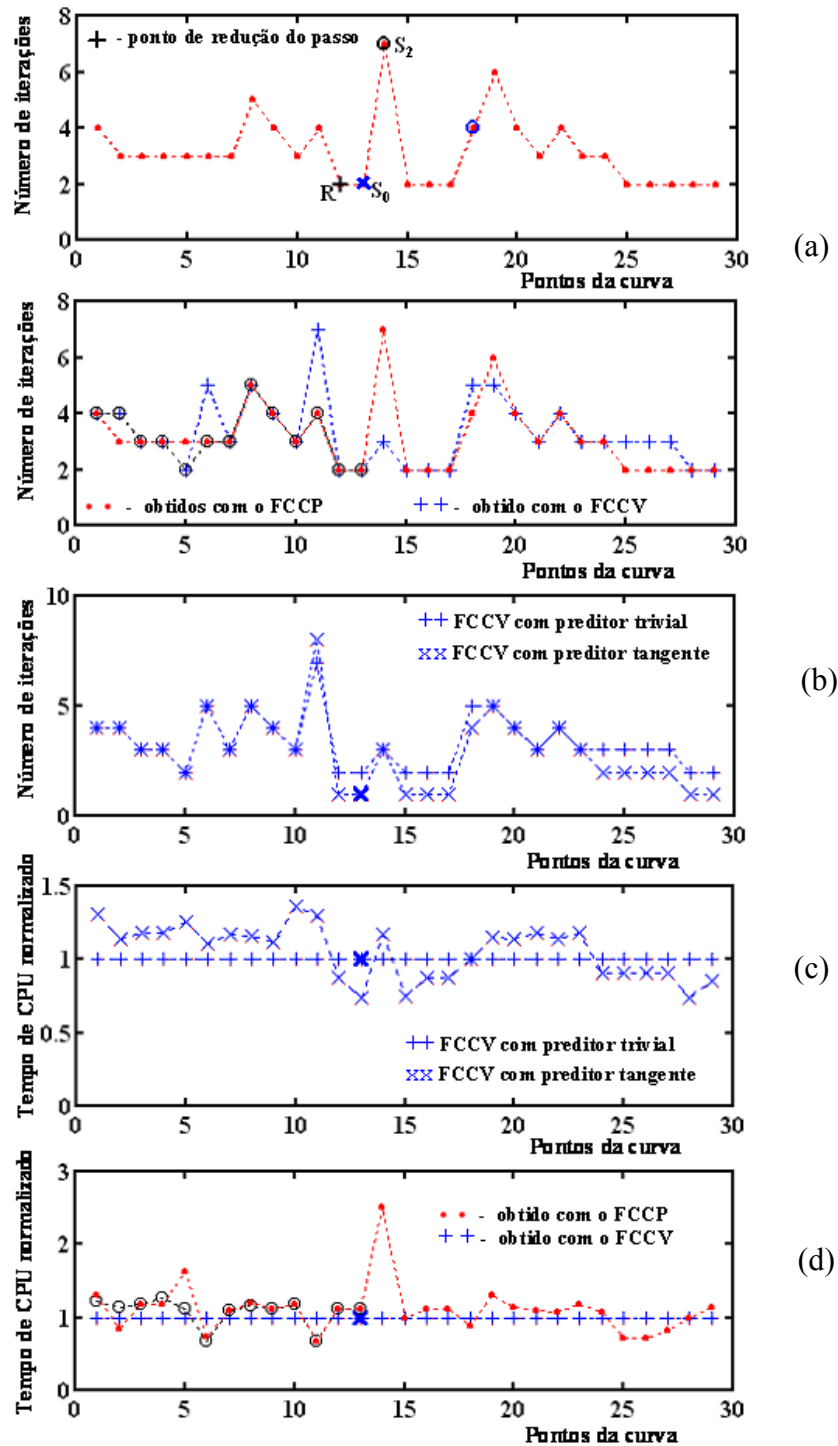 8
6
4
2
0
Número de iterações
+ - ponto de redução do passo
S2
R
S0
5
10
15
20
25
30
Pontos da curva
(a)
8
6
4
2
0
Número de iterações
- obtidos com o FCCP
- obtido com o FCCV
5
10
15
20
25
30
Pontos da curva
10
5
0
Número de iterações
FCCV com preditor trivial
FCCV com preditor tangente
(b)
5
10
15
20
25
30
Pontos da curva
1.5
1
0.5
0
Tempo de CPU normalizado
FCCV com preditor trivial
FCCV com preditor tangente
(c)
5
10
15
20
25
30
Pontos da curva
3
2
1
0
Tempo de CPU normalizado
- obtido com o FCCP
- obtido com o FCCV
(d)
0
5
10
15
20
25
30
Pontos da curva